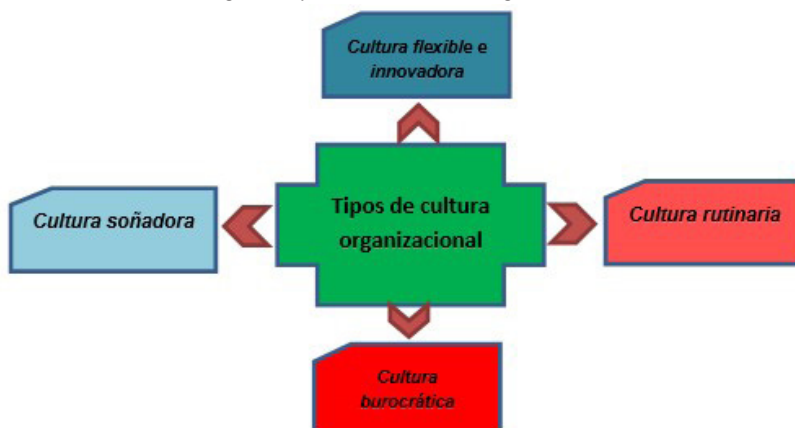 Cultura flexible e
innovadora
Cultura soñadora
Tipos de cultura
organizacional
Cultura rutinaria
Cultura
burocrática